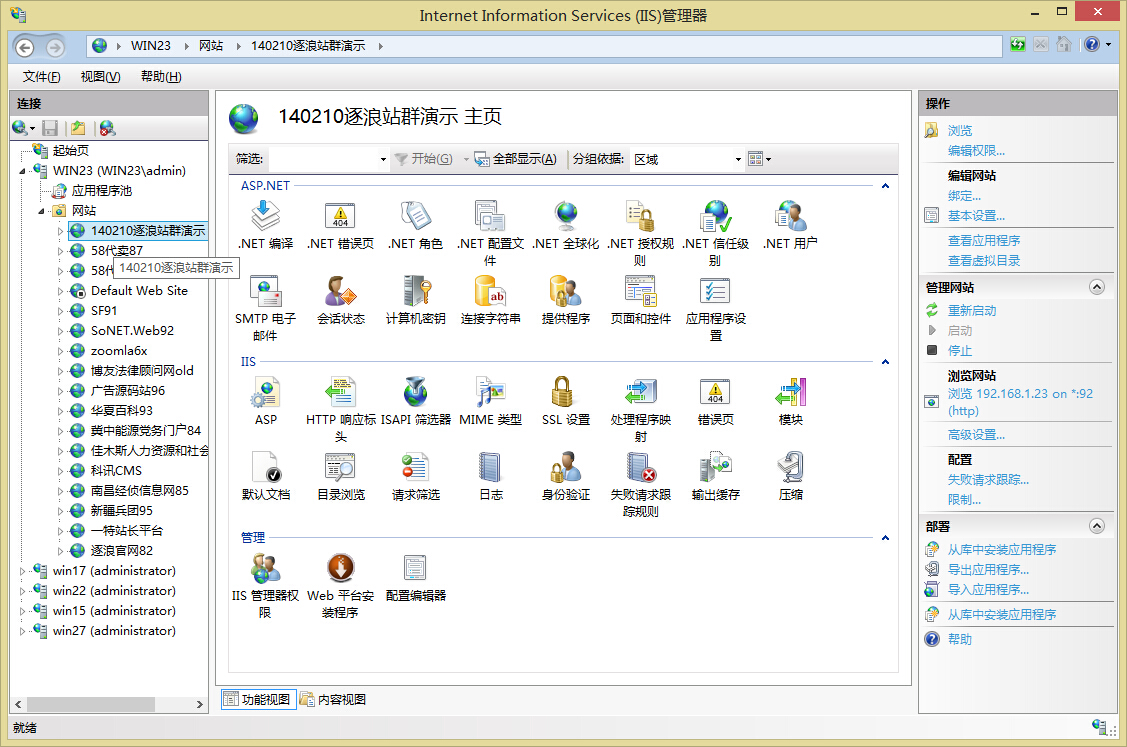 Internet Information Services (IIS)管理器
WIN23
网站
140210逐浪站群演示
文件(F)
视图(V)
帮助(H)
连接
起始页
WIN23 (WIN23\admin)
应用程序池
网站
140210逐浪站群演示
58代卖87
58代
140210逐浪站群演示
Default Web Site
SF91
SoNET.Web92
zoomla6x
博友法律顾问网old
广告源码站96
华夏百科93
冀中能源党务门户84
佳木斯人力资源和社会
科讯CMS
南昌经侦信息网85
新疆兵团95
一特站长平台
逐浪官网82
win17 (administrator)
win22 (administrator)
win15 (administrator)
win27 (administrator)
140210逐浪站群演示 主页
筛选:
开始(G)
全部显示(A)
分组依据:
区域
ASP.NET
.NET 编译
.NET 错误页
.NET 角色
.NET 配置文
件
.NET 全球化
.NET 授权规
则
.NET 信任级
别
.NET 用户
SMTP 电子
邮件
会话状态
计算机密钥
连接字符串
提供程序
页面和控件
应用程序设
置
IIS
ASP
HTTP 响应标
头
ISAPI 筛选器
MIME 类型
SSL 设置
处理程序映
射
错误页
模块
默认文档
目录浏览
请求筛选
日志
身份验证
失败请求跟
踪规则
输出缓存
压缩
管理
IIS 管理器权
限
Web 平台安
装程序
配置编辑器
功能视图
内容视图
操作
浏览
编辑权限...
编辑网站
绑定...
基本设置...
查看应用程序
查看虚拟目录
管理网站
重新启动
启动
停止
浏览网站
浏览 192.168.1.23 on *:92
(http)
高级设置...
配置
失败请求跟踪...
限制...
部署
从库中安装应用程序
导出应用程序...
导入应用程序...
从库中安装应用程序
帮助
就绪